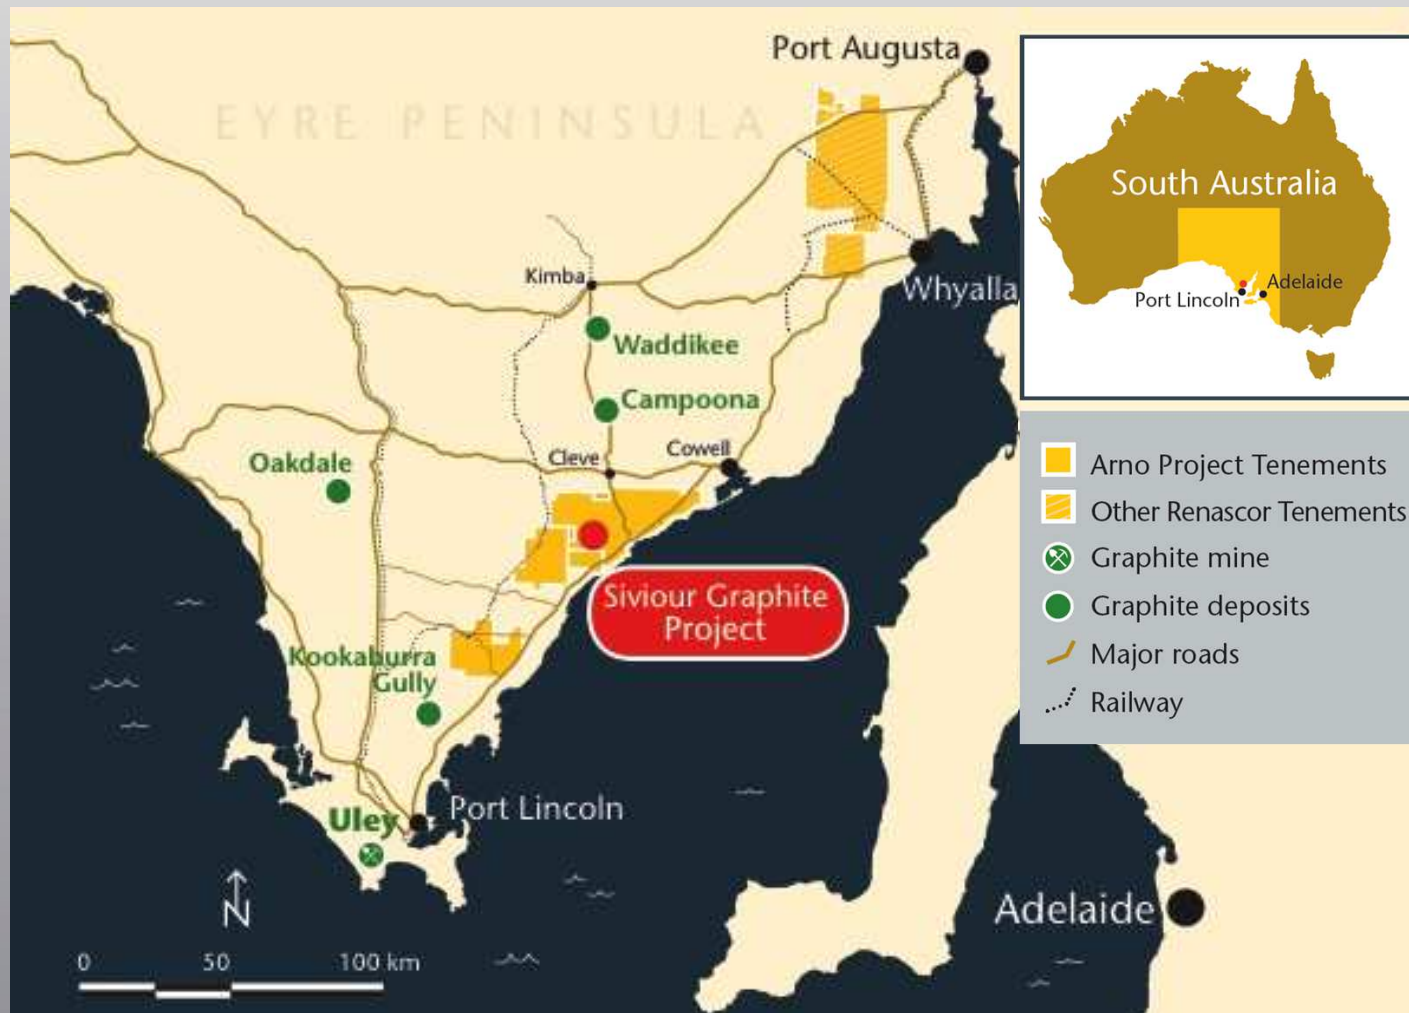 Port Augusta
EYRE PENINSULA
South Australia
Adelaide
Port Lincoln
Kimba
Whyalla
Waddikee
Campoona
Cleve
Cowell
Oakdale
Siviour Graphite
Project
Kookaburra
Gully
Uley
Port Lincoln
Adelaide
N
0 50 100 km
Arno Project Tenements
Other Renascor Tenements
Graphite mine
Graphite deposits
Major roads
Railway